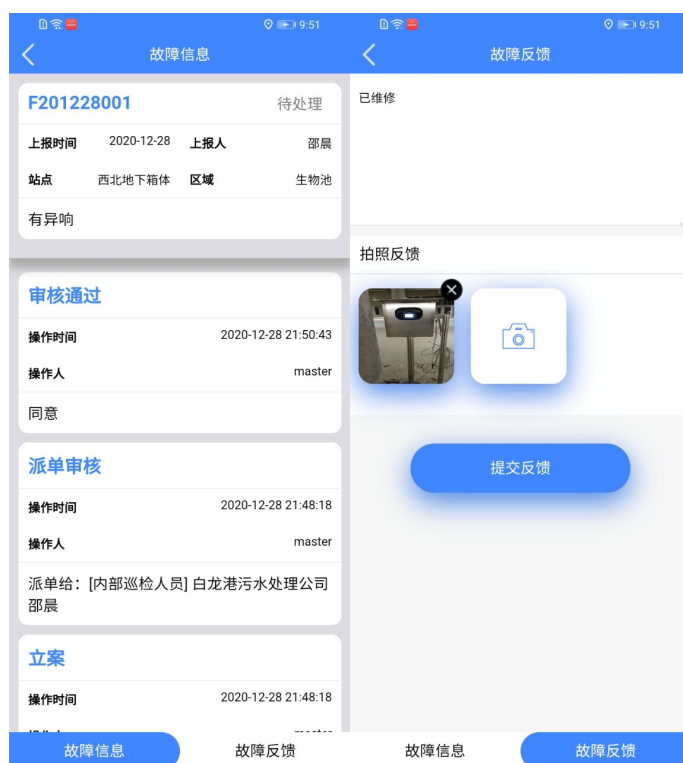 9:51
故障信息
F201228001 待处理
上报时间 2020-12-28 上报人 邵晨
站点 西北地下箱体 区域 生物池
有异响
审核通过
操作时间 2020-12-28 21:50:43
操作人 master
同意
派单审核
操作时间 2020-12-28 21:48:18
操作人 master
派单给：[内部巡检人员] 白龙港污水处理公司
邵晨
立案
操作时间 2020-12-28 21:48:18
故障信息 故障反馈
9:51
故障反馈
已维修
拍照反馈
提交反馈
故障信息 故障反馈